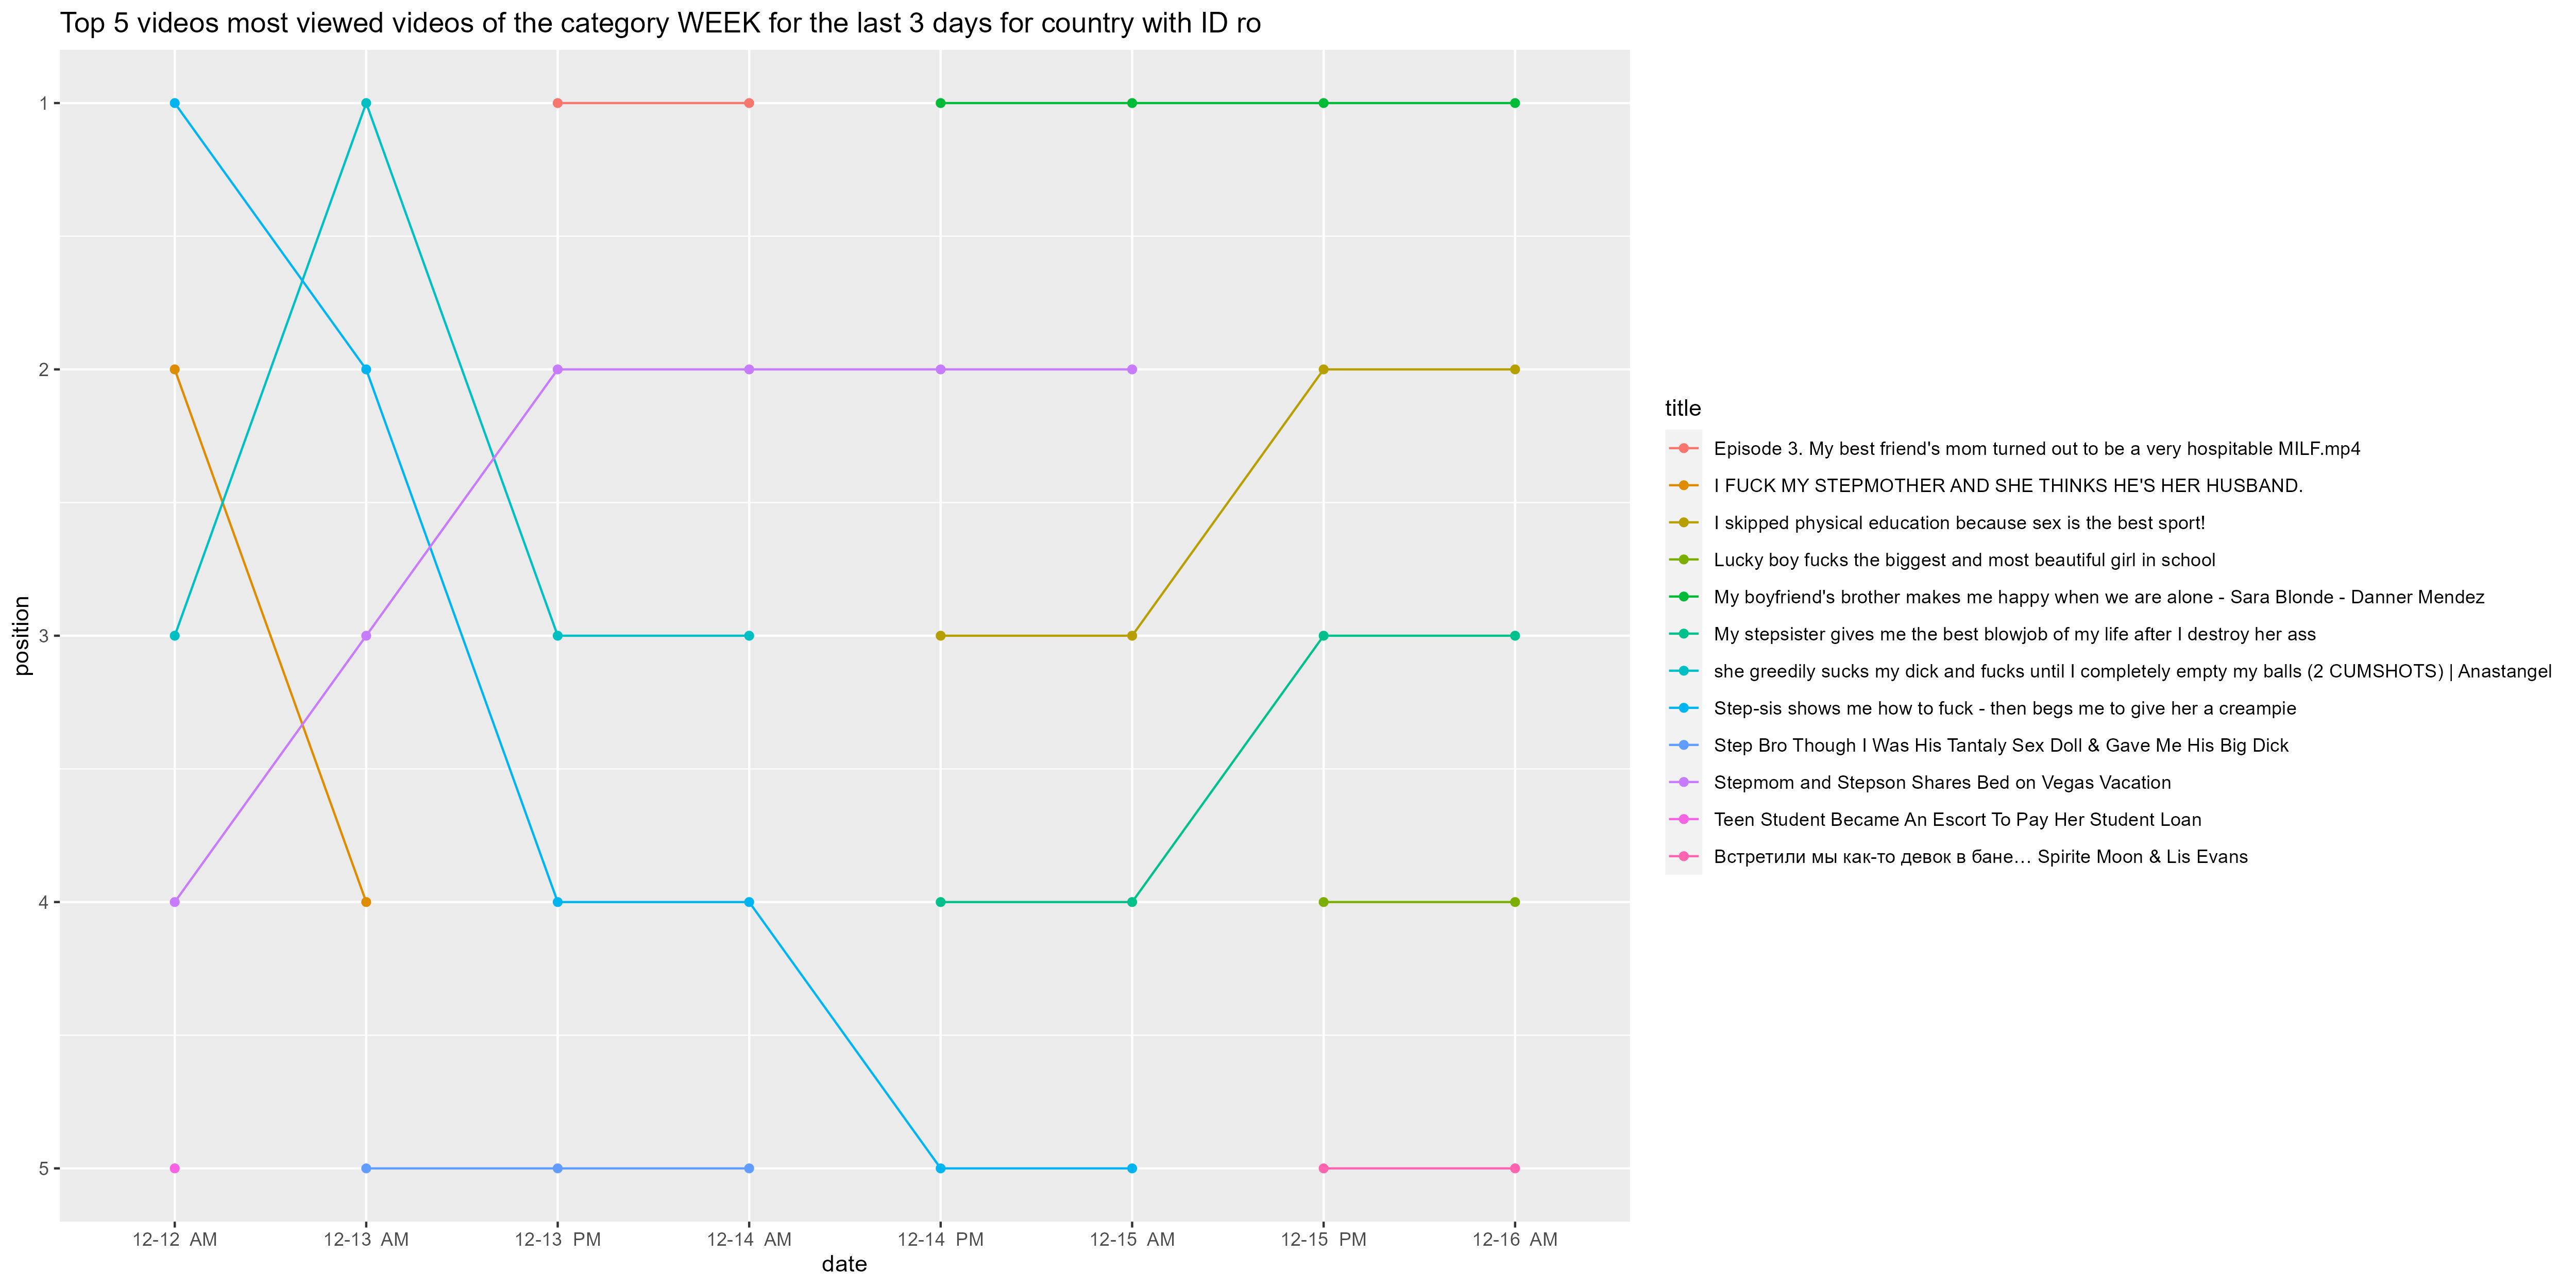 Top 5 videos most viewed videos of the category WEEK for the last 3 days for country with ID ro
position
1
2
3
4
5
12-12 AM
12-13 AM
12-13 PM
12-14 AM
12-14 PM
12-15 AM
12-15 PM
12-16 AM
date
title
Episode 3. My best friend's mom turned out to be a very hospitable MILF.mp4
I FUCK MY STEPMOTHER AND SHE THINKS HE'S HER HUSBAND.
I skipped physical education because sex is the best sport!
Lucky boy fucks the biggest and most beautiful girl in school
My boyfriend's brother makes me happy when we are alone - Sara Blonde - Danner Mendez
My stepsister gives me the best blowjob of my life after I destroy her ass
she greedily sucks my dick and fucks until I completely empty my balls (2 CUMSHOTS) | Anastangel
Step-sis shows me how to fuck - then begs me to give her a creampie
Step Bro Though I Was His Tantaly Sex Doll & Gave Me His Big Dick
Stepmom and Stepson Shares Bed on Vegas Vacation
Teen Student Became An Escort To Pay Her Student Loan
Встретили мы как-то девок в бане… Spirite Moon & Lis Evans